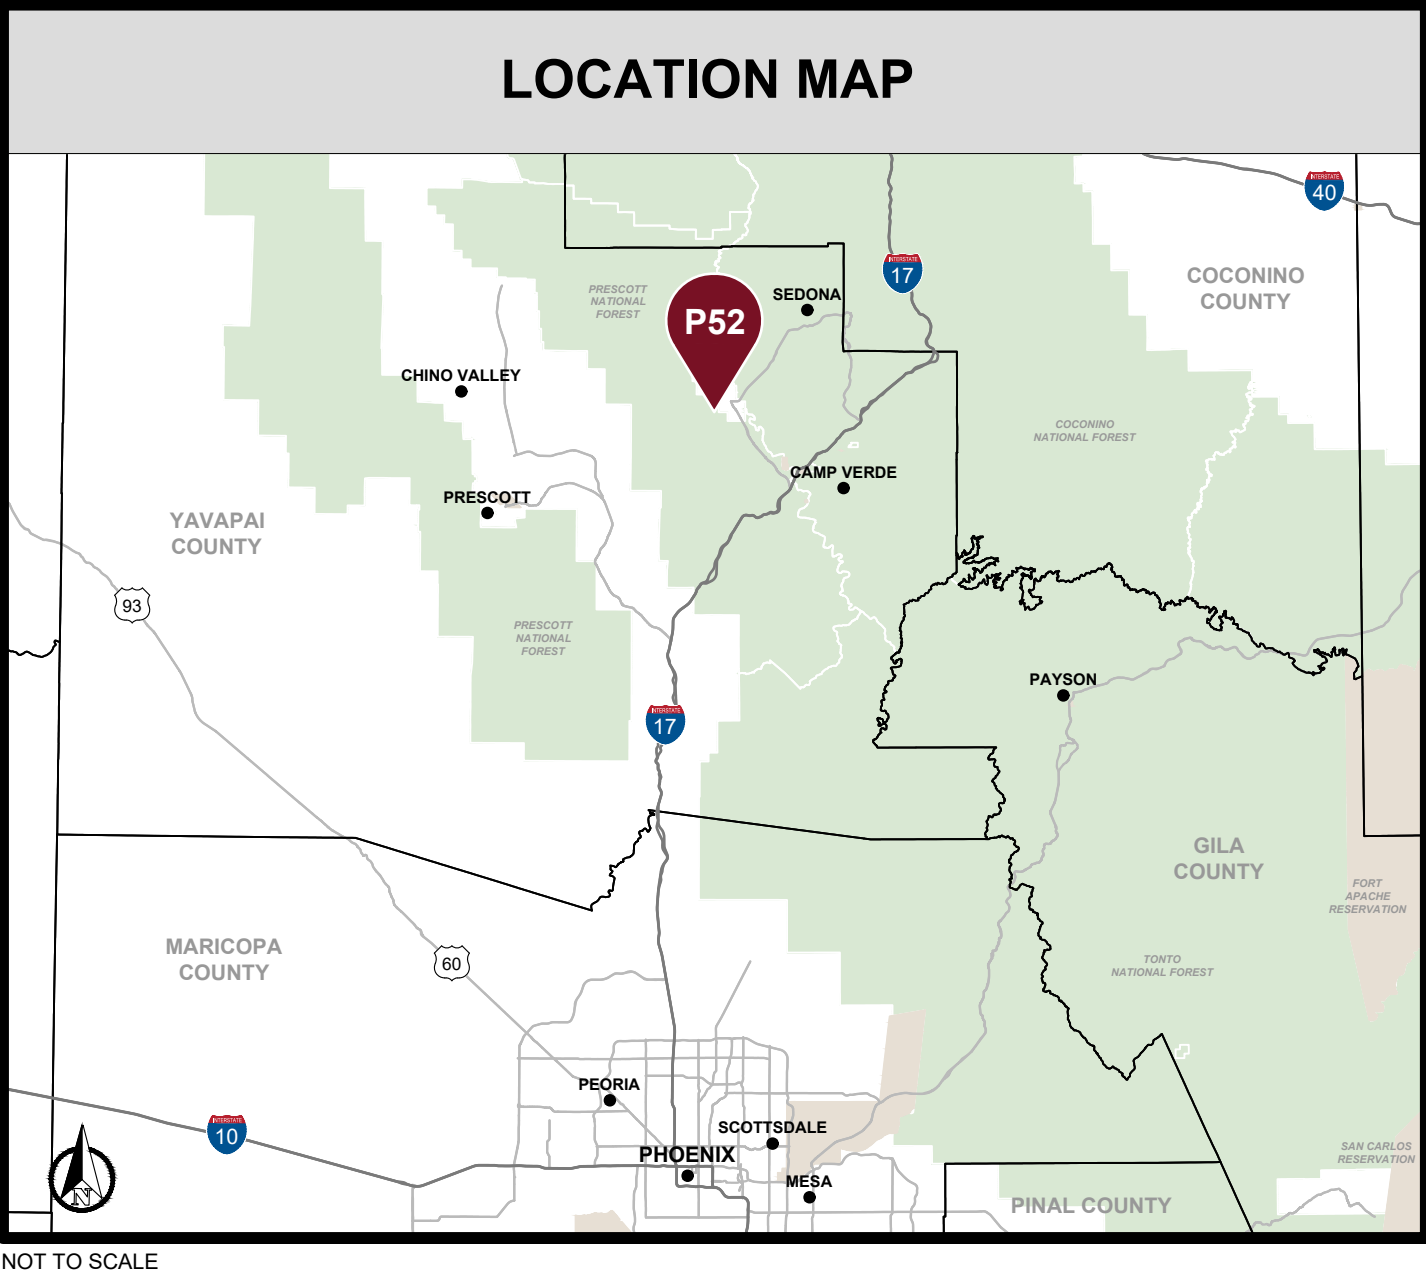 LOCATION MAP
INTERSTATE
40
INTERSTATE
17
COCONINO
COUNTY
PRESCOTT
NATIONAL
FOREST
SEDONA
P52
CHINO VALLEY
COCONINO
NATIONAL FOREST
CAMP VERDE
PRESCOTT
YAVAPAI
COUNTY
93
PRESCOTT
NATIONAL
FOREST
PAYSON
INTERSTATE
17
GILA
COUNTY
FORT
APACHE
RESERVATION
MARICOPA
COUNTY
60
TONTO
NATIONAL FOREST
PEORIA
INTERSTATE
10
SCOTTSDALE
PHOENIX
SAN CARLOS
RESERVATION
MESA
N
PINAL COUNTY
NOT TO SCALE